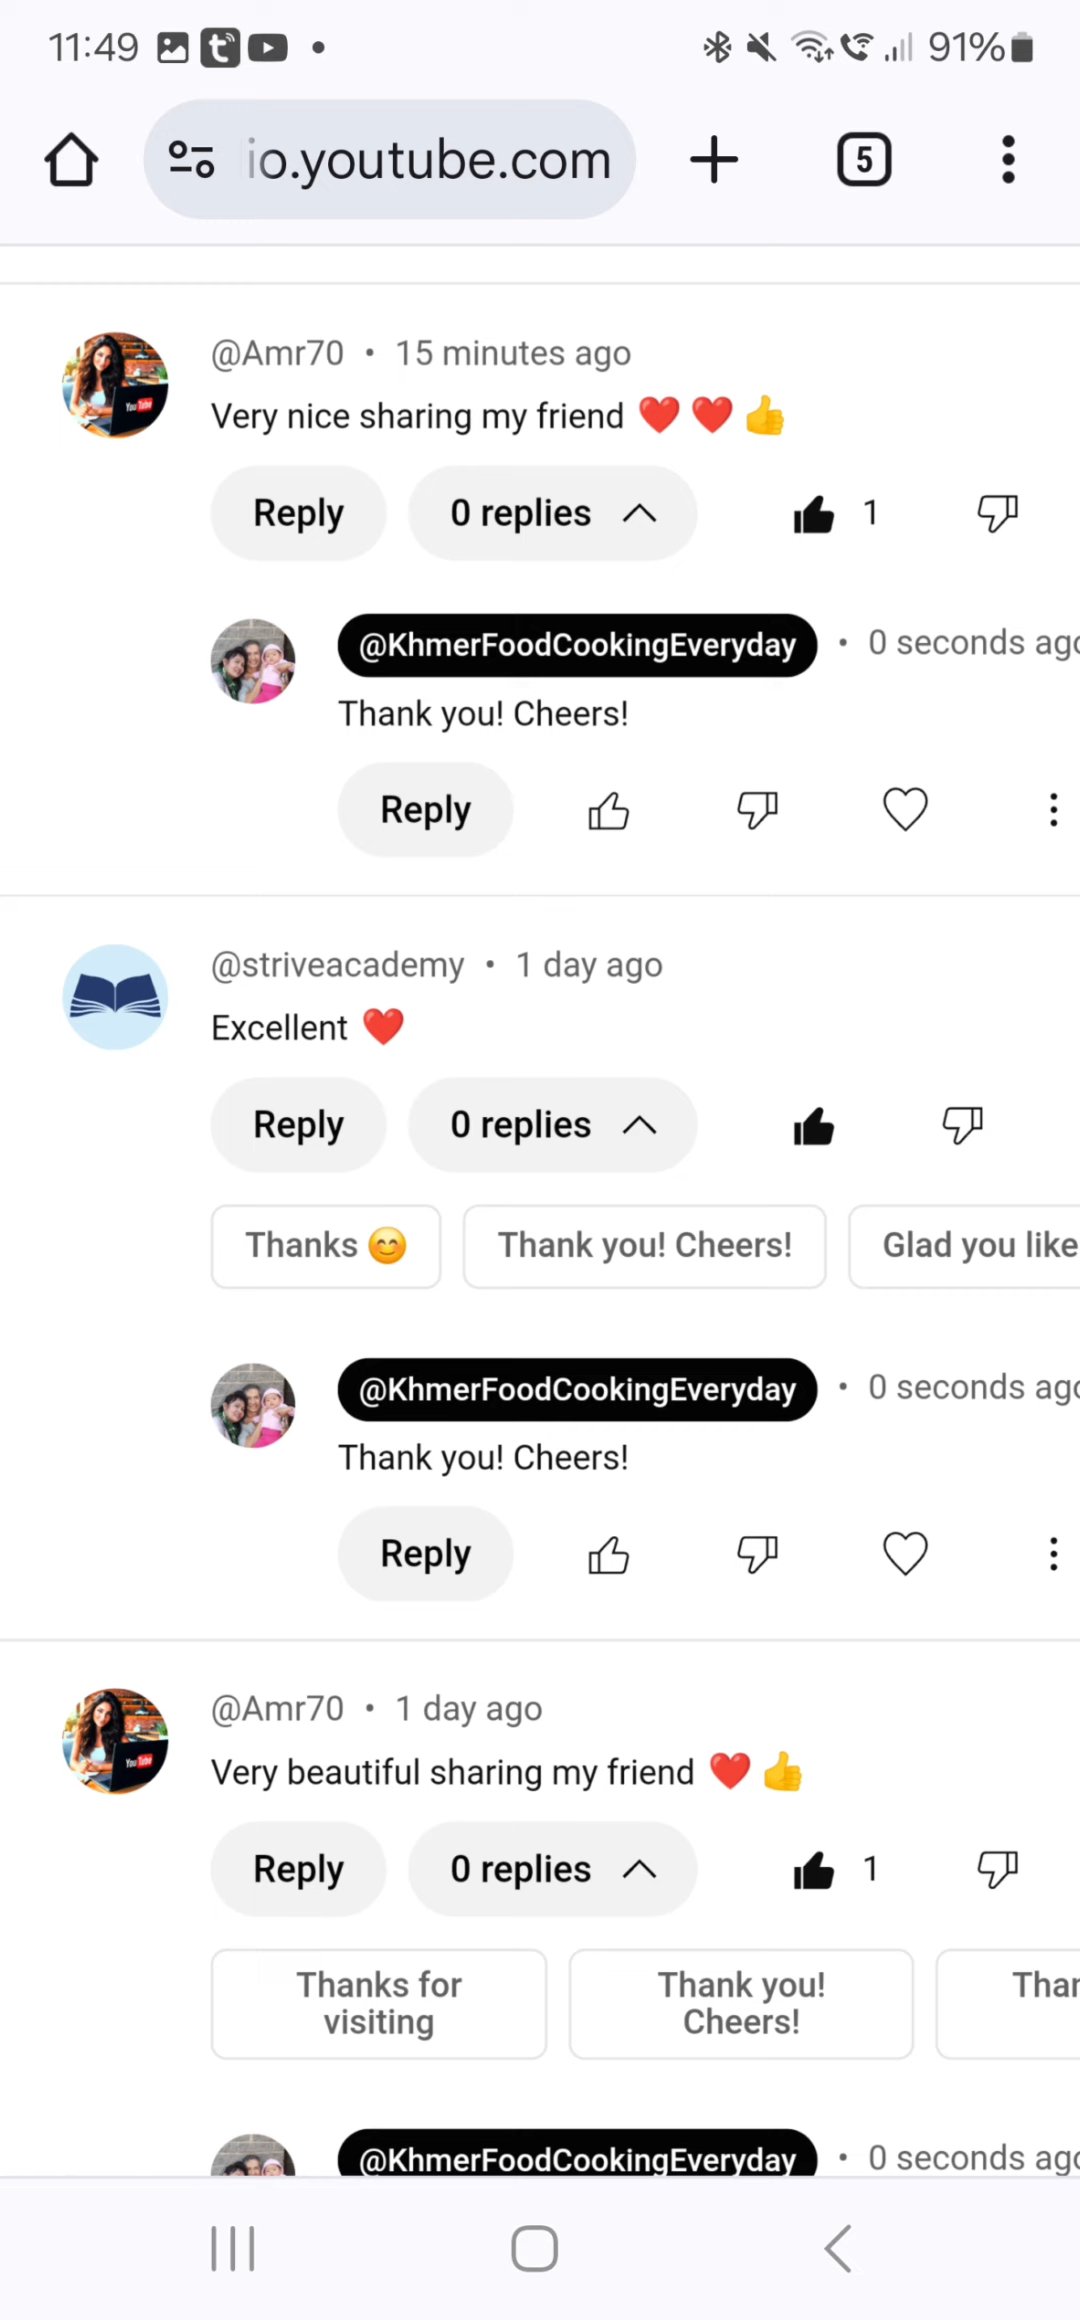 11:49
91%
io.youtube.com
5
@Amr70 • 15 minutes ago
Very nice sharing my friend ❤️ ❤️ 👍
Reply
0 replies
1
@KhmerFoodCookingEveryday • 0 seconds ago
Thank you! Cheers!
Reply
@striveacademy • 1 day ago
Excellent ❤️
Reply
0 replies
Thanks 😊
Thank you! Cheers!
Glad you like
@KhmerFoodCookingEveryday • 0 seconds ago
Thank you! Cheers!
Reply
@Amr70 • 1 day ago
Very beautiful sharing my friend ❤️ 👍
Reply
0 replies
1
Thanks for
visiting
Thank you!
Cheers!
@KhmerFoodCookingEveryday • 0 seconds ago